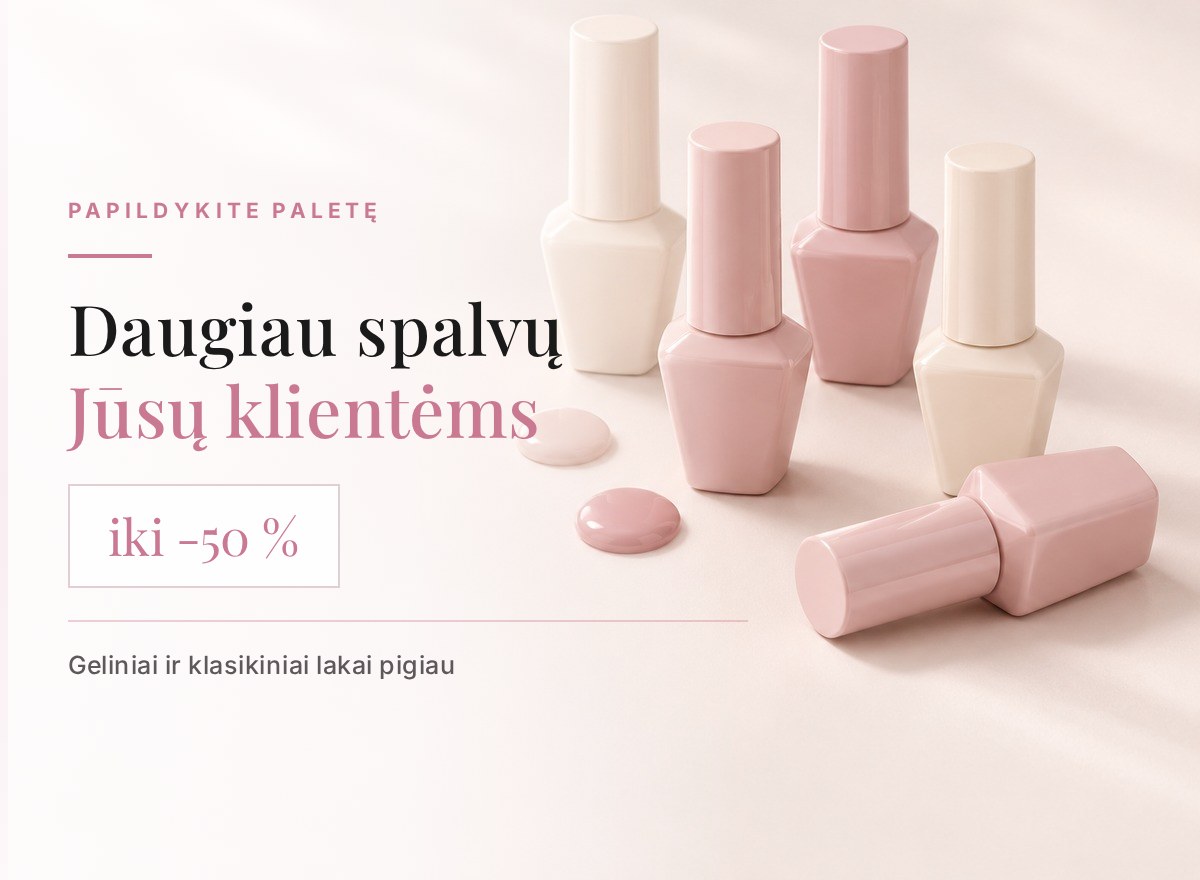 PAPILDYKITE PALETĘ
Daugiau spalvų
Jūsų klientėms
iki -50 %
Geliniai ir klasikiniai lakai pigiau